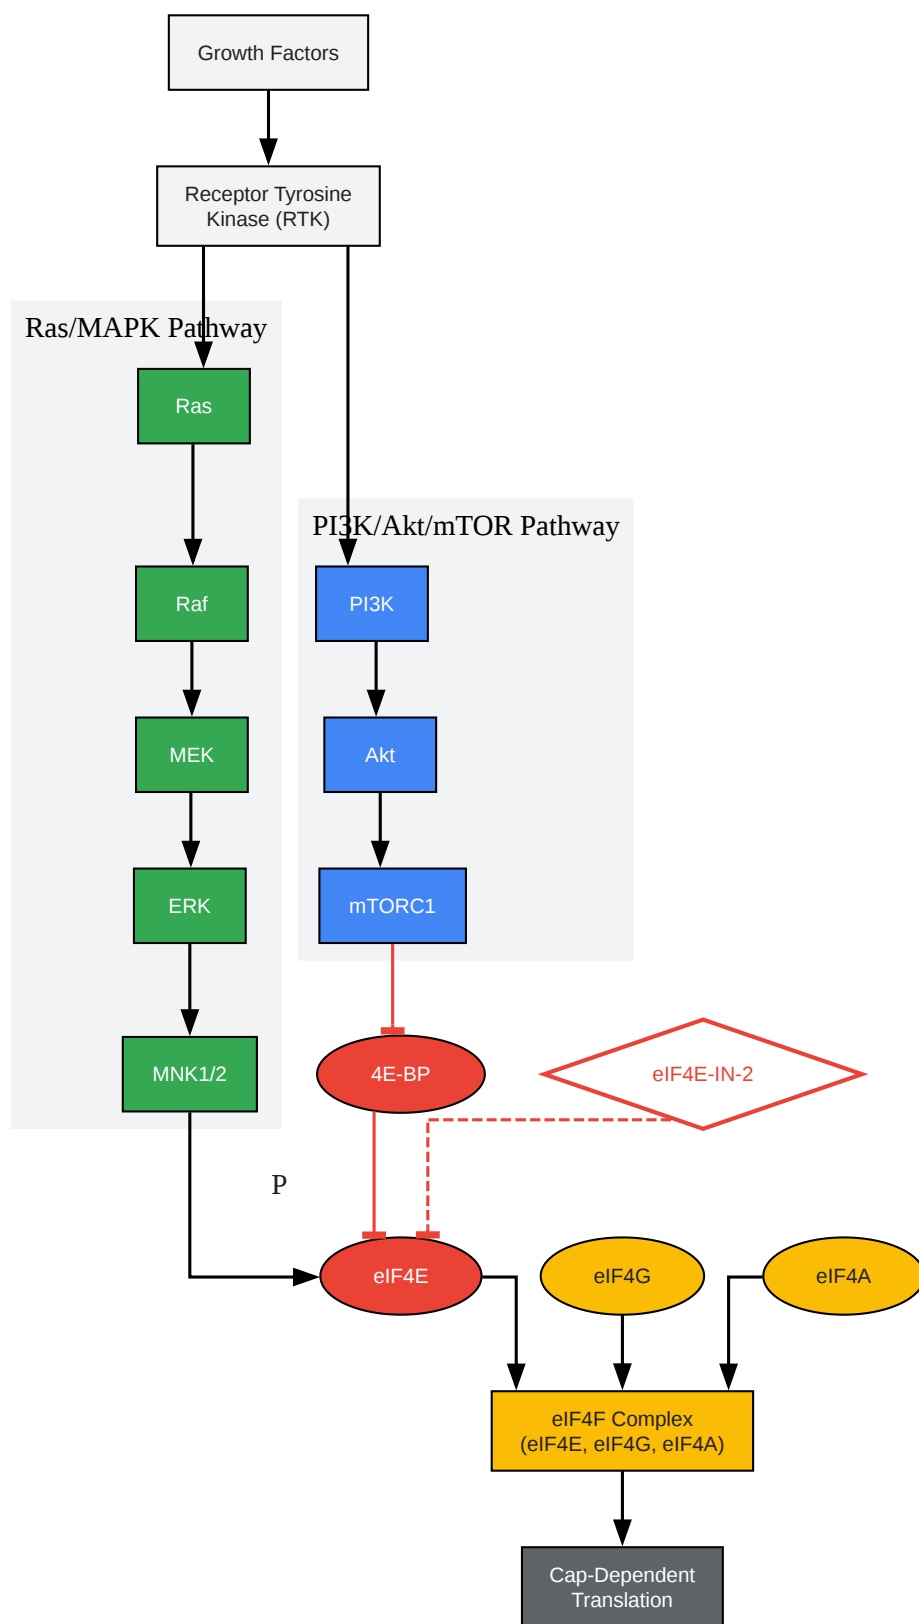 Growth Factors
Receptor Tyrosine
Kinase (RTK)
Ras/MAPK Pathway
Ras
PI3K/Akt/mTOR Pathway
Raf
PI3K
MEK
Akt
ERK
mTORC1
MNK1/2
4E-BP
eIF4E-IN-2
P
eIF4E
eIF4G
eIF4A
eIF4F Complex
(eIF4E, eIF4G, eIF4A)
Cap-Dependent
Translation